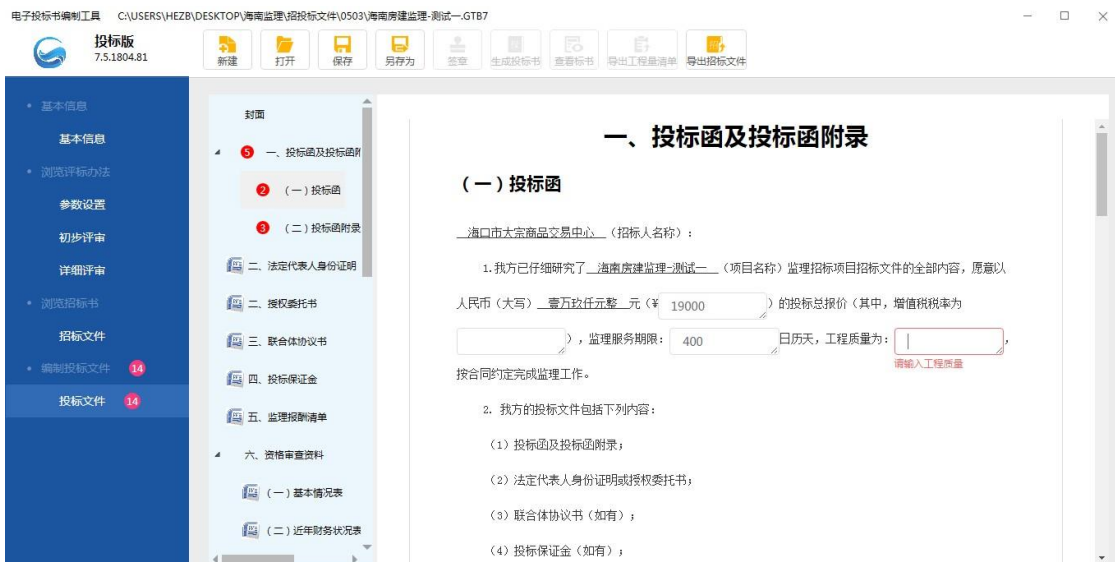 电子投标书编制工具 C:\USERS\HEZB\DESKTOP\海南监理\招投标文件\0503\海南房建监理-测试一.GTB7
投标版
7.5.1804.81
新建
打开
保存
另存为
签章
生成投标书
查看标书
导出工程量清单
导出招标文件
基本信息
基本信息
浏览评标办法
参数设置
初步评审
详细评审
浏览招标书
招标文件
编制投标文件 14
投标文件 14
封面
5 一、投标函及投标函附
2 (一)投标函
3 (二)投标函附录
二、法定代表人身份证明
二、授权委托书
三、联合体协议书
四、投标保证金
五、监理报酬清单
六、资格审查资料
(一)基本情况表
(二)近年财务状况表
一、投标函及投标函附录
(一)投标函
海口市大宗商品交易中心 (招标人名称):
1.我方已仔细研究了 海南房建监理-测试一 (项目名称)监理招标项目招标文件的全部内容,愿意以
人民币(大写) 壹万玖仟元整 元(¥ 19000 )的投标总报价(其中,增值税税率为
),监理服务期限: 400 日历天,工程质量为: ,
请输入工程质量
按合同约定完成监理工作。
2. 我方的投标文件包括下列内容:
(1)投标函及投标函附录;
(2)法定代表人身份证明或授权委托书;
(3)联合体协议书(如有);
(4)投标保证金(如有);